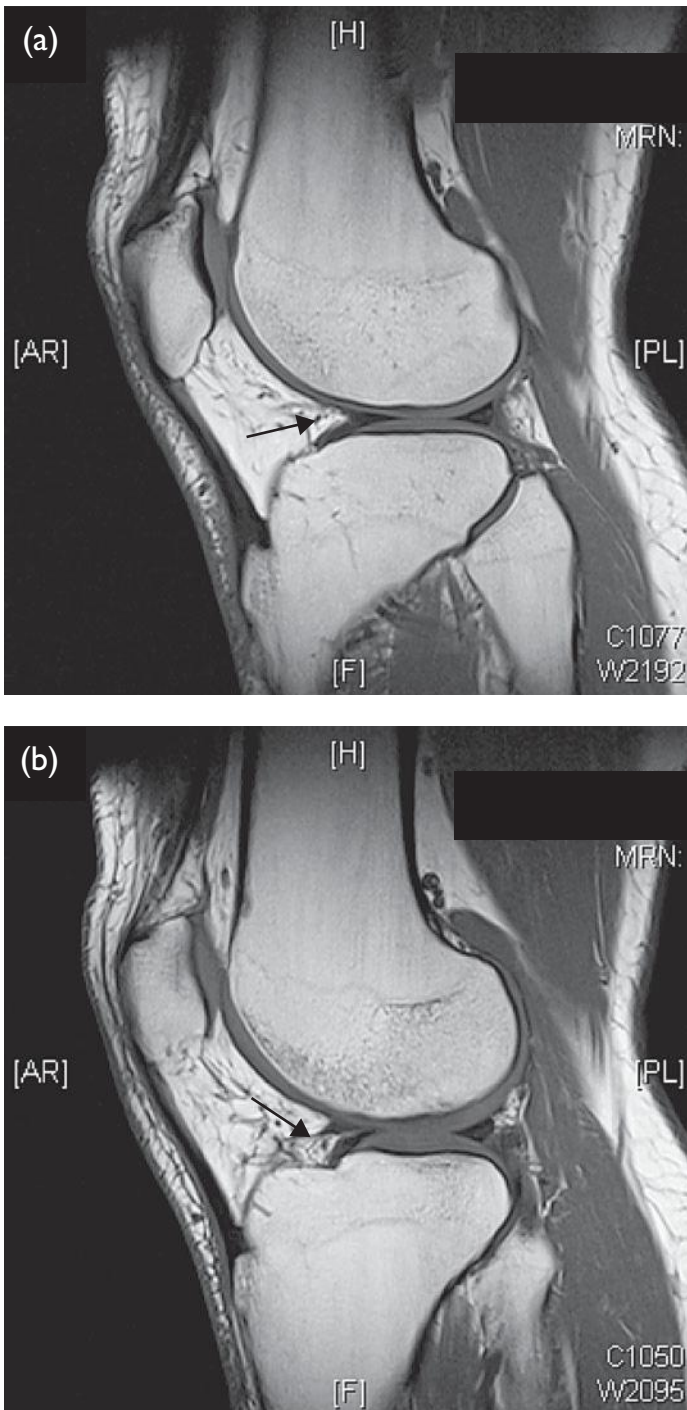 (a)
[H]
MRN:
[AR]
[PL]
C1077
W2192
[F]
(b)
[H]
MRN:
[AR]
[PL]
C1050
W2095
[F]